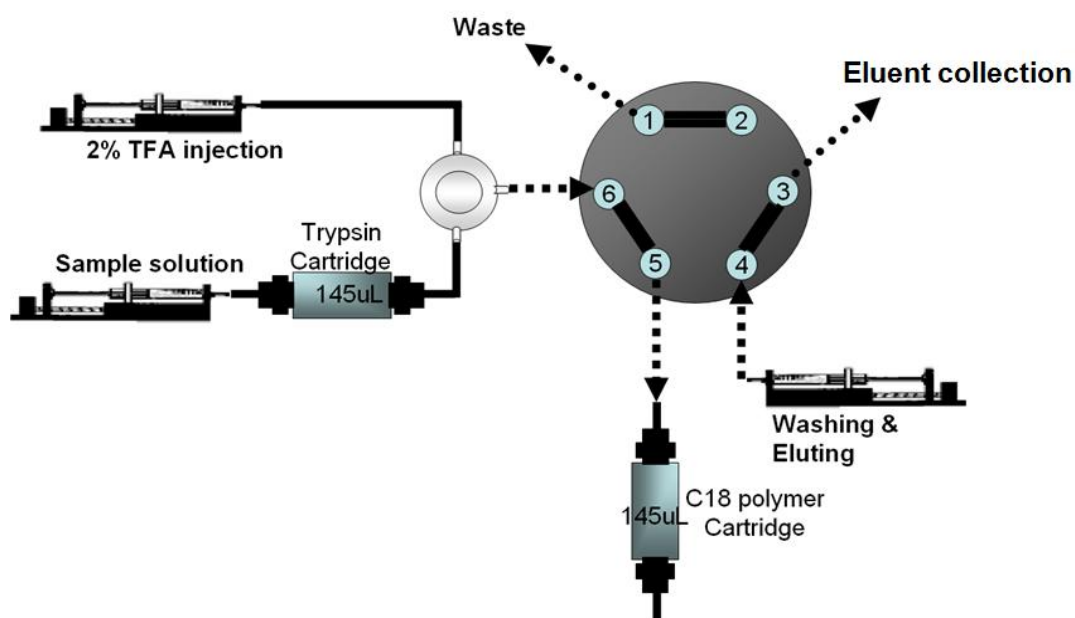 Waste
Eluent collection
2% TFA injection
1
2
6
3
5
4
Trypsin
Cartridge
145uL
Sample solution
Washing &
Eluting
C18 polymer
Cartridge
145uL